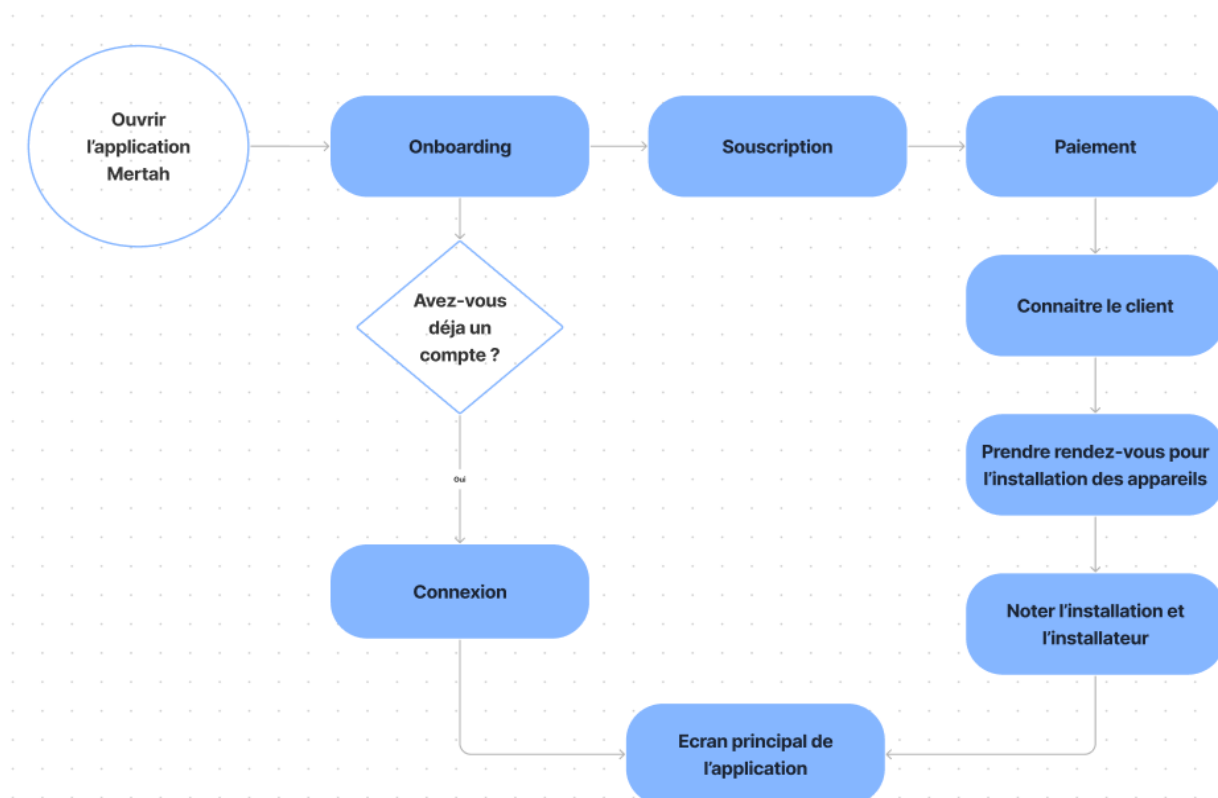 Ouvrir
l'application
Mertah
Onboarding
Souscription
Paiement
Avez-vous
déja un
compte ?
Connaitre le client
Prendre rendez-vous pour
l'installation des appareils
Oui
Connexion
Noter l'installation et
l'installateur
Ecran principal de
l'application